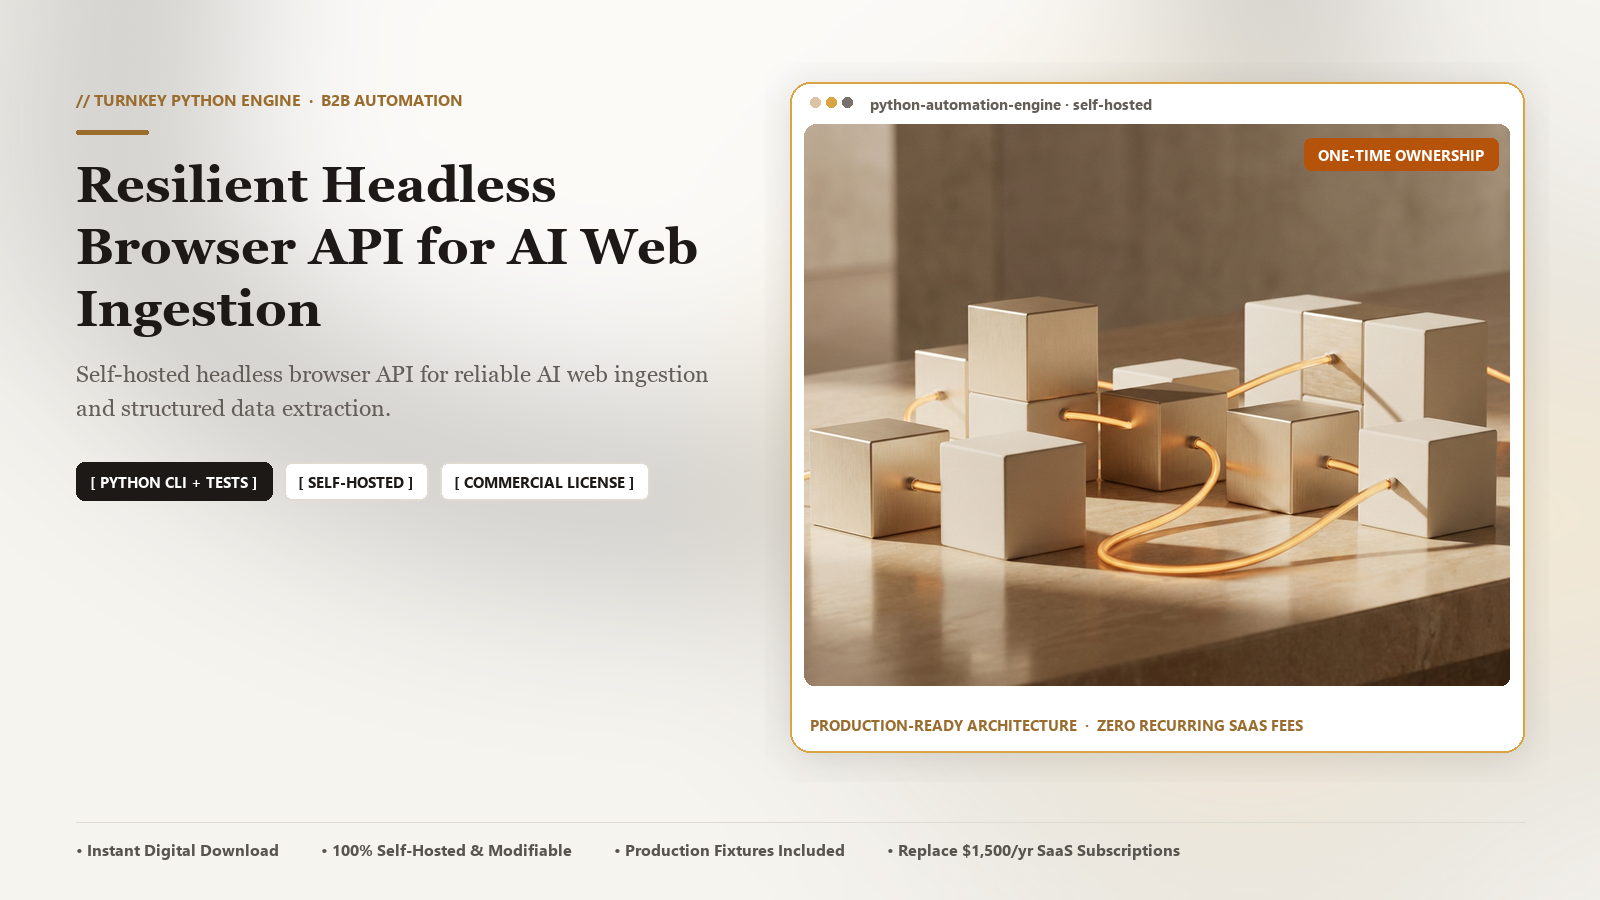 // TURNKEY PYTHON ENGINE · B2B AUTOMATION
Resilient Headless
Browser API for AI Web
Ingestion
Self-hosted headless browser API for reliable AI web ingestion
and structured data extraction.
[ PYTHON CLI + TESTS ]
[ SELF-HOSTED ]
[ COMMERCIAL LICENSE ]
python-automation-engine · self-hosted
ONE-TIME OWNERSHIP
PRODUCTION-READY ARCHITECTURE · ZERO RECURRING SAAS FEES
• Instant Digital Download
• 100% Self-Hosted & Modifiable
• Production Fixtures Included
• Replace $1,500/yr SaaS Subscriptions